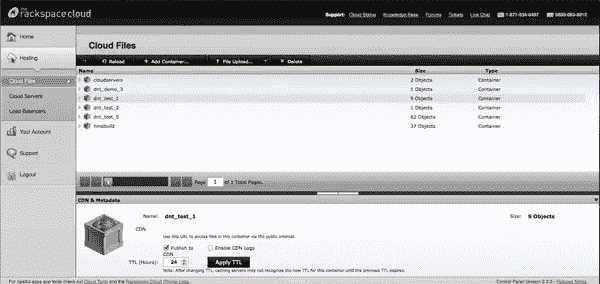 the
rackspacecloud
Support: Cloud Status Knowledge Base Forums Tickets Live Chat 1-877-934-0407 0800-083-3012
Home
Hosting
Cloud Files
Cloud Servers
Load Balancers
Your Account
Support
Logout
Cloud Files
Reload Add Container... File Upload... Delete
Name Size Type
cloudservers 2 Objects Container
dnt_demo_3 1 Objects Container
dnt_test_1 9 Objects Container
dnt_test_2 1 Objects Container
dnt_test_5 62 Objects Container
hmsbuild 37 Objects Container
Page 1 of 1 Total Pages.
CDN & Metadata
Name: dnt_test_1 Size: 9 Objects
CDN
Use this URL to access files in this container via the public internet.
Publish to CDN Enable CDN Logs
TTL (Hours): 24 Apply TTL
Note: After changing TTL, caching servers may not recognize the new TTL for this container until the previous TTL expires.
For helpful apps and tools check out Cloud Tools and the Rackspace Cloud iPhone app. Control Panel Version 2.2.2 - Release Notes